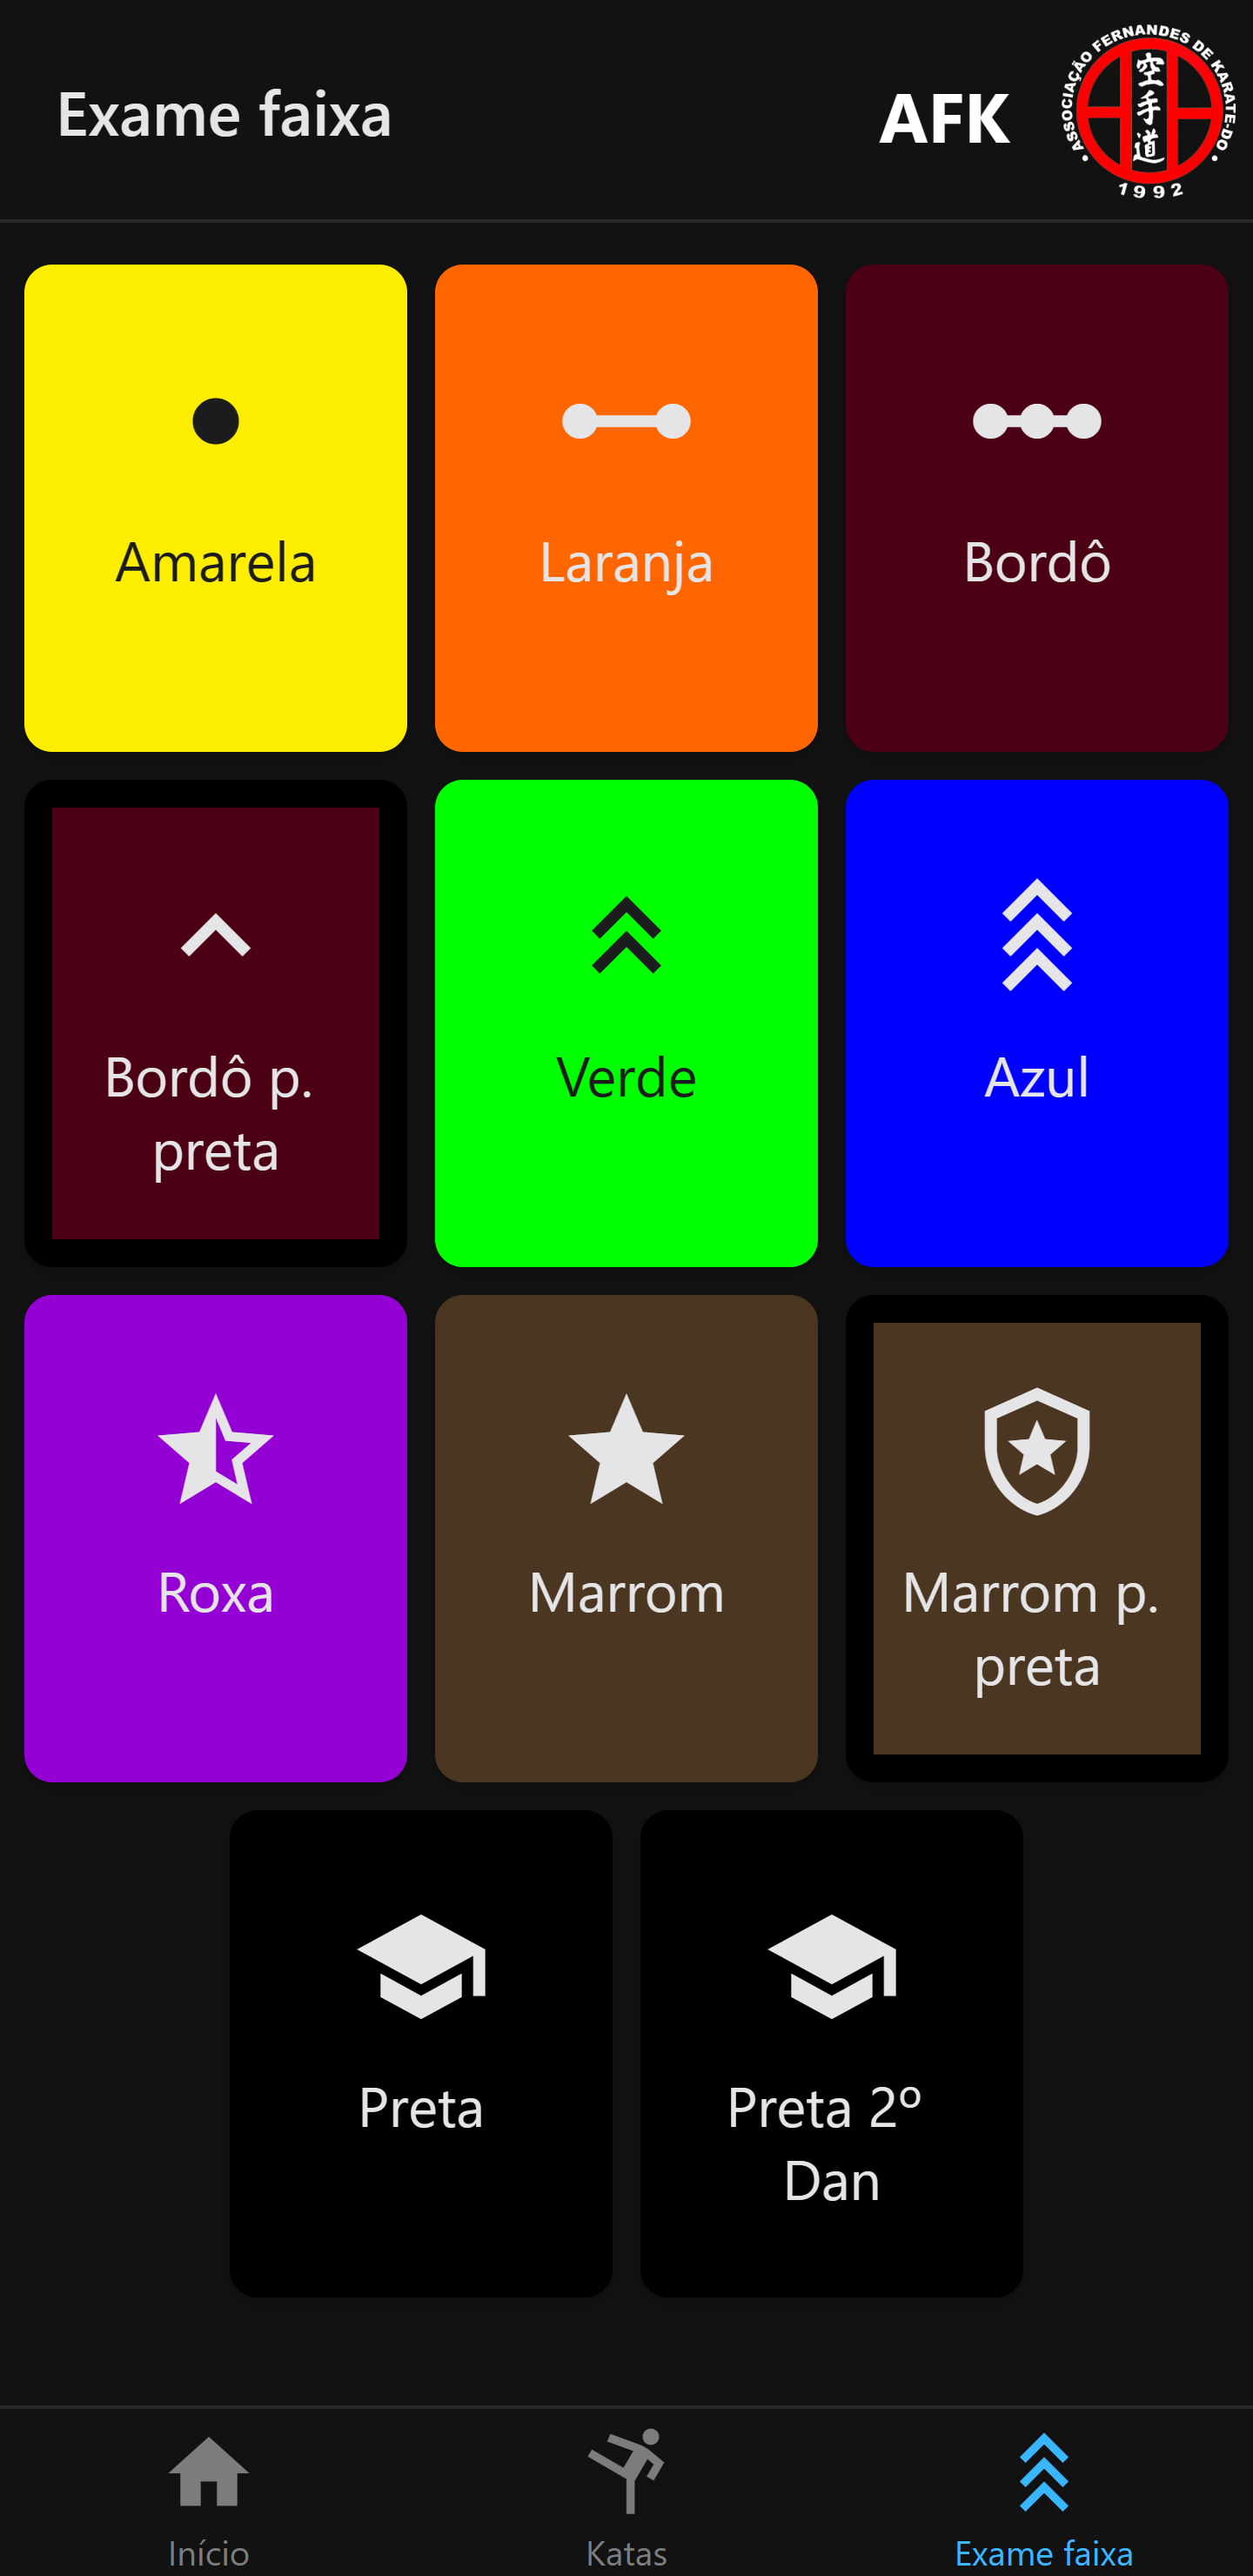 Exame faixa
AFK
ASSOCIAÇÃO FERNANDES DE KARATE-DO
空手道
1992
Amarela
Laranja
Bordô
Bordô p.
preta
Verde
Azul
Roxa
Marrom
Marrom p.
preta
Preta
Preta 2º
Dan
Início
Katas
Exame faixa